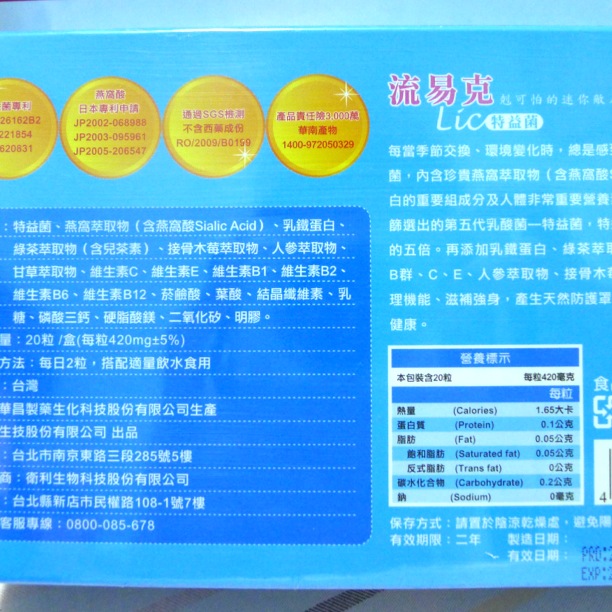 菌專利
26162B2
221854
620831
燕窩酸
日本專利申請
JP2002-068988
JP2003-095961
JP2005-206547
通過SGS檢測
不含西藥成份
RO/2009/B0159
產品責任險3,000萬
華南產物
1400-972050329
流易克 剋可怕的迷你敵
Lic 特益菌
每當季節交換、環境變化時，總是感
菌，內含珍貴燕窩萃取物（含燕窩酸
白的重要組成分及人體非常重要營養
篩選出的第五代乳酸菌—特益菌，特
的五倍。再添加乳鐵蛋白、綠茶萃取
B群、C、E、人參萃取物、接骨木
理機能、滋補強身，產生天然防護罩
健康。
：特益菌、燕窩萃取物（含燕窩酸Sialic Acid）、乳鐵蛋白、
綠茶萃取物（含兒茶素）、接骨木莓萃取物、人參萃取物、
甘草萃取物、維生素C、維生素E、維生素B1、維生素B2、
維生素B6、維生素B12、菸鹼酸、葉酸、結晶纖維素、乳
糖、磷酸三鈣、硬脂酸鎂、二氧化矽、明膠。
量：20粒 /盒(每粒420mg±5%)
方法：每日2粒，搭配適量飲水食用
：台灣
華昌製藥生化科技股份有限公司生產
生技股份有限公司 出品
：台北市南京東路三段285號5樓
商：衛利生物科技股份有限公司
：台北縣新店市民權路108-1號7樓
客服專線：0800-085-678
營養標示
本包裝含20粒 每粒420毫克
每粒
熱量 (Calories) 1.65大卡
蛋白質 (Protein) 0.1公克
脂肪 (Fat) 0.05公克
飽和脂肪 (Saturated fat) 0.05公克
反式脂肪 (Trans fat) 0公克
碳水化合物 (Carbohydrate) 0.2公克
鈉 (Sodium) 0毫克
食
4
保存方式：請置於陰涼乾燥處，避免陽
有效期限：二年 製造日期：
有效日期：
PRO:2
EXP:2